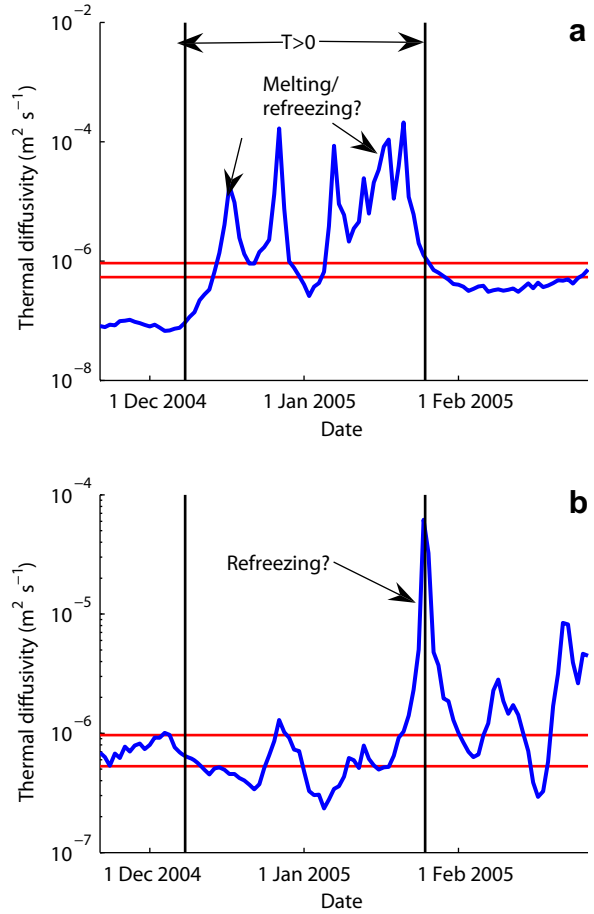 a
10⁻²
T>0
Melting/
refreezing?
10⁻⁴
10⁻⁶
10⁻⁸
Thermal diffusivity (m² s⁻¹)
1 Dec 2004 1 Jan 2005 1 Feb 2005
Date
b
10⁻⁴
Refreezing?
10⁻⁵
10⁻⁶
10⁻⁷
Thermal diffusivity (m² s⁻¹)
1 Dec 2004 1 Jan 2005 1 Feb 2005
Date